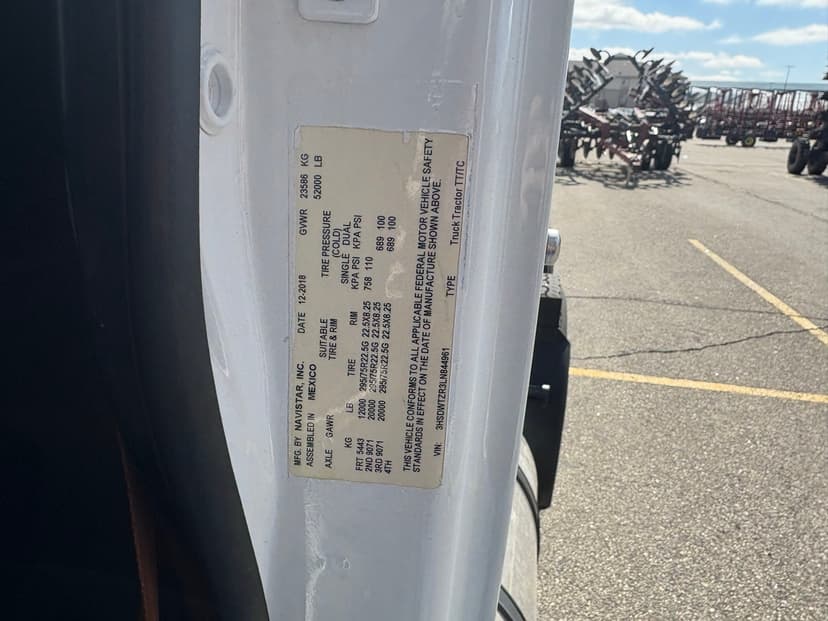 MFG. BY NAVISTAR, INC. DATE 12-2018 GVWR 23586 KG
ASSEMBLED IN MEXICO 52000 LB
SUITABLE TIRE PRESSURE
AXLE GAWR TIRE & RIM (COLD)
SINGLE DUAL
KG LB TIRE RIM KPA PSI KPA PSI
FRT 5443 12000 295/75R22.5G 22.5X8.25 758 110
2ND 9071 20000 295/75R22.5G 22.5X8.25 689 100
3RD 9071 20000 295/75R22.5G 22.5X8.25 689 100
4TH
THIS VEHICLE CONFORMS TO ALL APPLICABLE FEDERAL MOTOR VEHICLE SAFETY
STANDARDS IN EFFECT ON THE DATE OF MANUFACTURE SHOWN ABOVE.
VIN: 3HSDWTZR3LN844961 TYPE Truck Tractor TT/TC